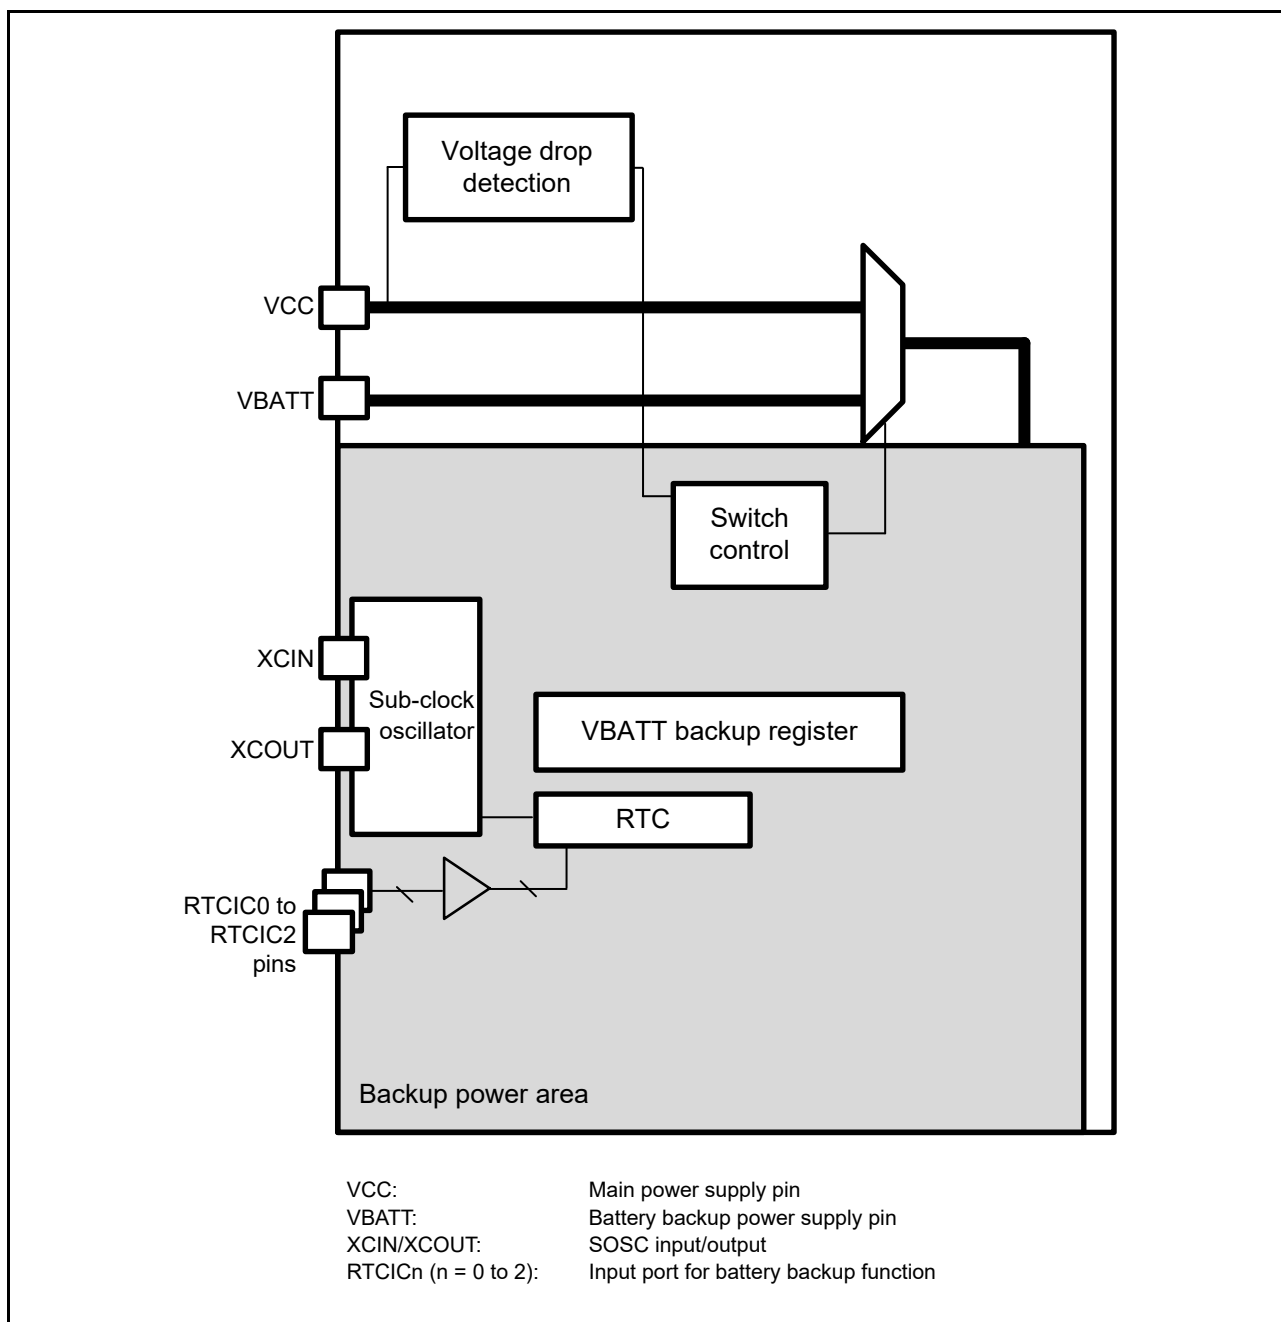 Voltage drop
detection
VCC
VBATT
Switch
control
XCIN
Sub-clock
oscillator
XCOUT
VBATT backup register
RTC
RTCIC0 to
RTCIC2
pins
Backup power area
VCC: Main power supply pin
VBATT: Battery backup power supply pin
XCIN/XCOUT: SOSC input/output
RTCICn (n = 0 to 2): Input port for battery backup function